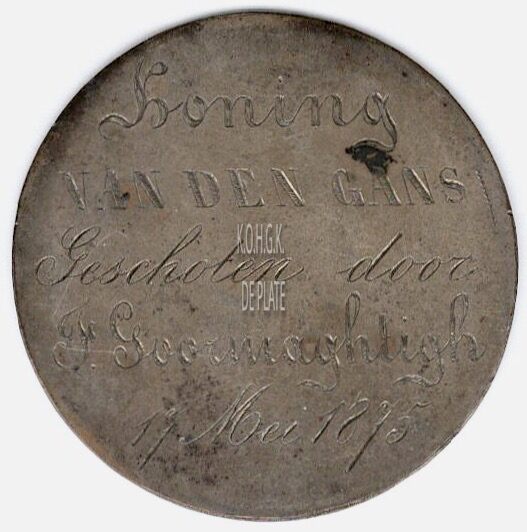 Koning
VAN DEN GANS
K.O.H.G.K.
Geschoten door
DE PLATE
F. Goormaghtigh
17 Mei 1875